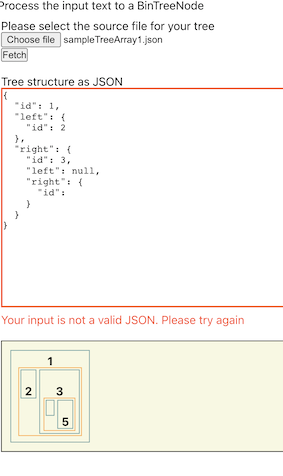 Process the input text to a BinTreeNode
Please select the source file for your tree
Choose file sampleTreeArray1.json
Fetch
Tree structure as JSON
{
  "id": 1,
  "left": {
    "id": 2
  },
  "right": {
    "id": 3,
    "left": null,
    "right": {
      "id":
    }
  }
}
Your input is not a valid JSON. Please try again
1
2 3
5